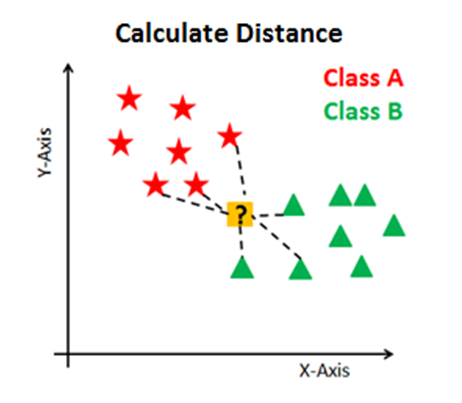 Calculate Distance
Class A
Class B
Y-Axis
?
X-Axis